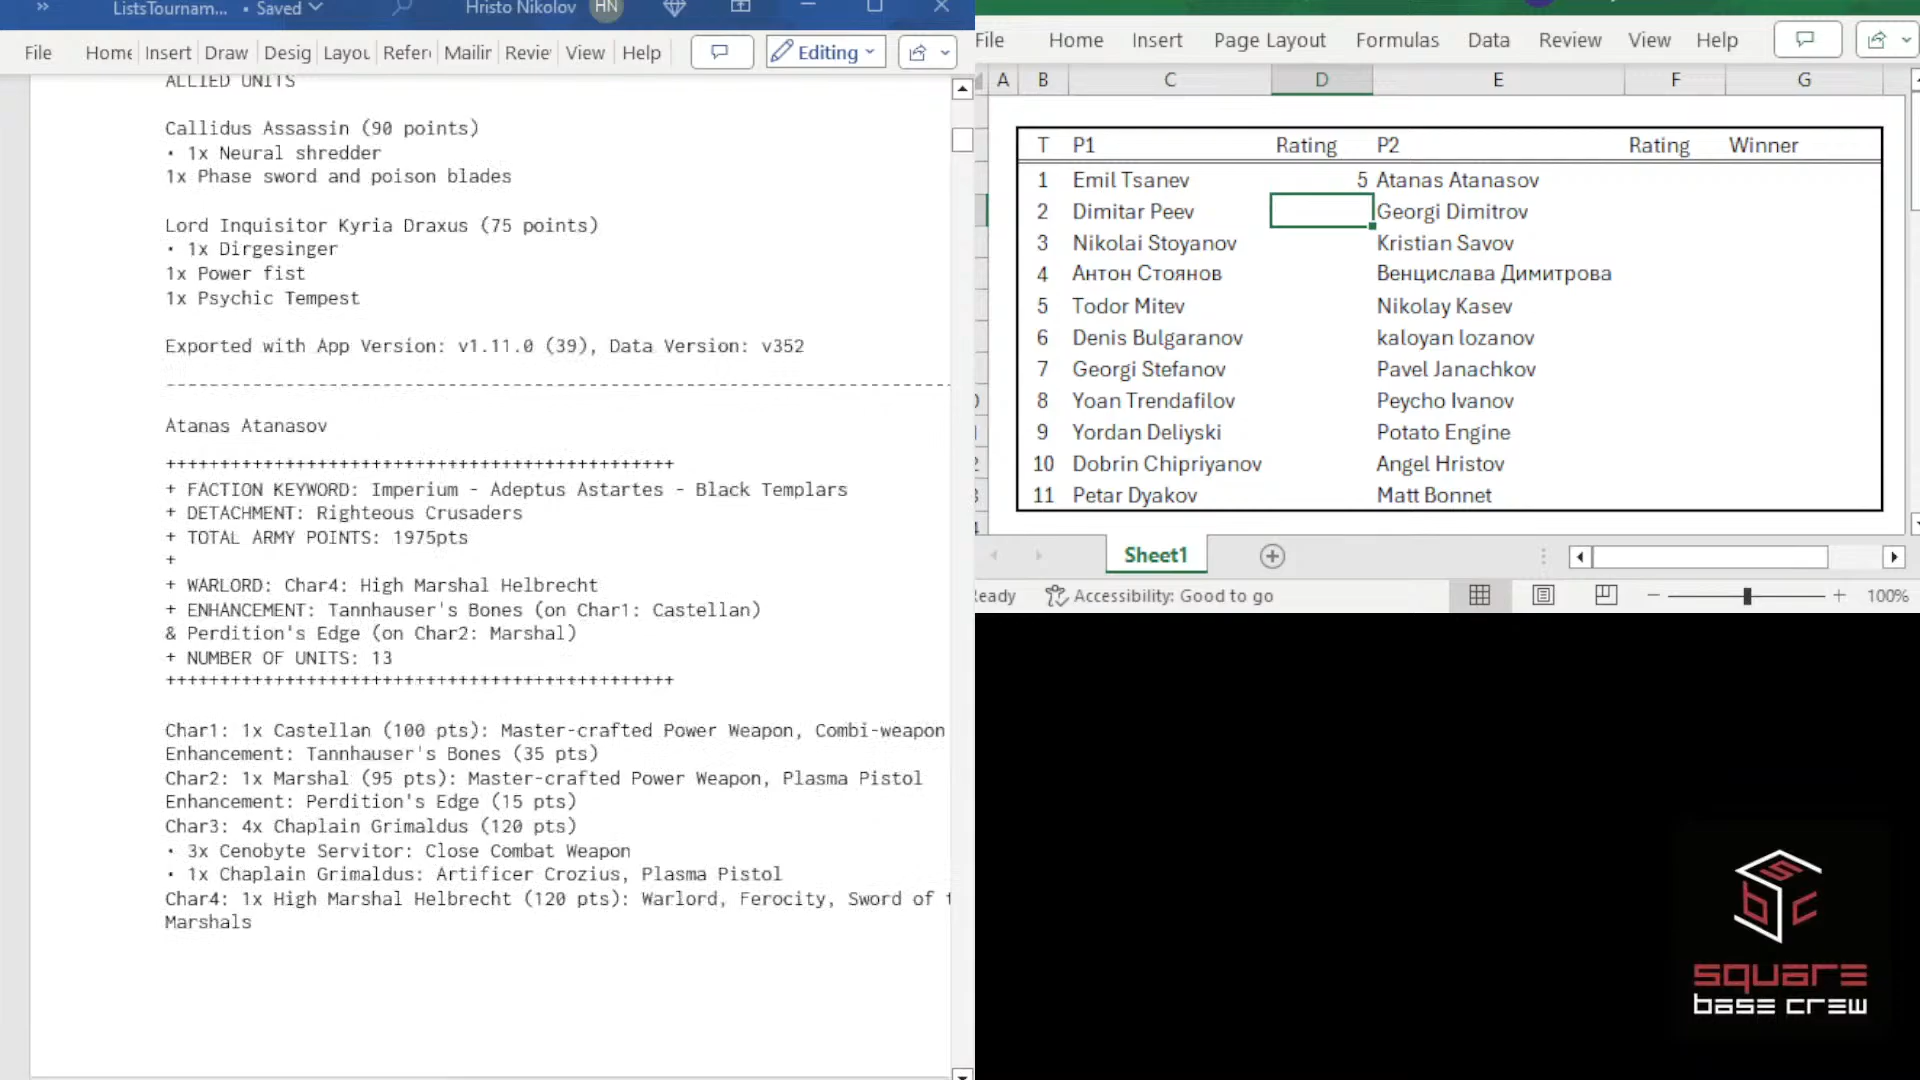 ListsTournam... • Saved
Hristo Nikolov HN
File Home Insert Draw Desig Layou Refer Mailin Revie View Help Editing
ALLIED UNITS
Callidus Assassin (90 points)
• 1x Neural shredder
1x Phase sword and poison blades
Lord Inquisitor Kyria Draxus (75 points)
• 1x Dirgesinger
1x Power fist
1x Psychic Tempest
Exported with App Version: v1.11.0 (39), Data Version: v352
Atanas Atanasov
+++++++++++++++++++++++++++++++++++++++++++++++
+ FACTION KEYWORD: Imperium - Adeptus Astartes - Black Templars
+ DETACHMENT: Righteous Crusaders
+ TOTAL ARMY POINTS: 1975pts
+
+ WARLORD: Char4: High Marshal Helbrecht
+ ENHANCEMENT: Tannhauser's Bones (on Char1: Castellan)
& Perdition's Edge (on Char2: Marshal)
+ NUMBER OF UNITS: 13
+++++++++++++++++++++++++++++++++++++++++++++++
Char1: 1x Castellan (100 pts): Master-crafted Power Weapon, Combi-weapon
Enhancement: Tannhauser's Bones (35 pts)
Char2: 1x Marshal (95 pts): Master-crafted Power Weapon, Plasma Pistol
Enhancement: Perdition's Edge (15 pts)
Char3: 4x Chaplain Grimaldus (120 pts)
• 3x Cenobyte Servitor: Close Combat Weapon
• 1x Chaplain Grimaldus: Artificer Crozius, Plasma Pistol
Char4: 1x High Marshal Helbrecht (120 pts): Warlord, Ferocity, Sword of t
Marshals
File Home Insert Page Layout Formulas Data Review View Help
A B C D E F G
T P1 Rating P2 Rating Winner
1 Emil Tsanev 5 Atanas Atanasov
2 Dimitar Peev Georgi Dimitrov
3 Nikolai Stoyanov Kristian Savov
4 Антон Стоянов Венцислава Димитрова
5 Todor Mitev Nikolay Kasev
6 Denis Bulgaranov kaloyan lozanov
7 Georgi Stefanov Pavel Janachkov
8 Yoan Trendafilov Peycho Ivanov
9 Yordan Deliyski Potato Engine
10 Dobrin Chipriyanov Angel Hristov
11 Petar Dyakov Matt Bonnet
Sheet1
eady Accessibility: Good to go 100%
SBC
square
base crew